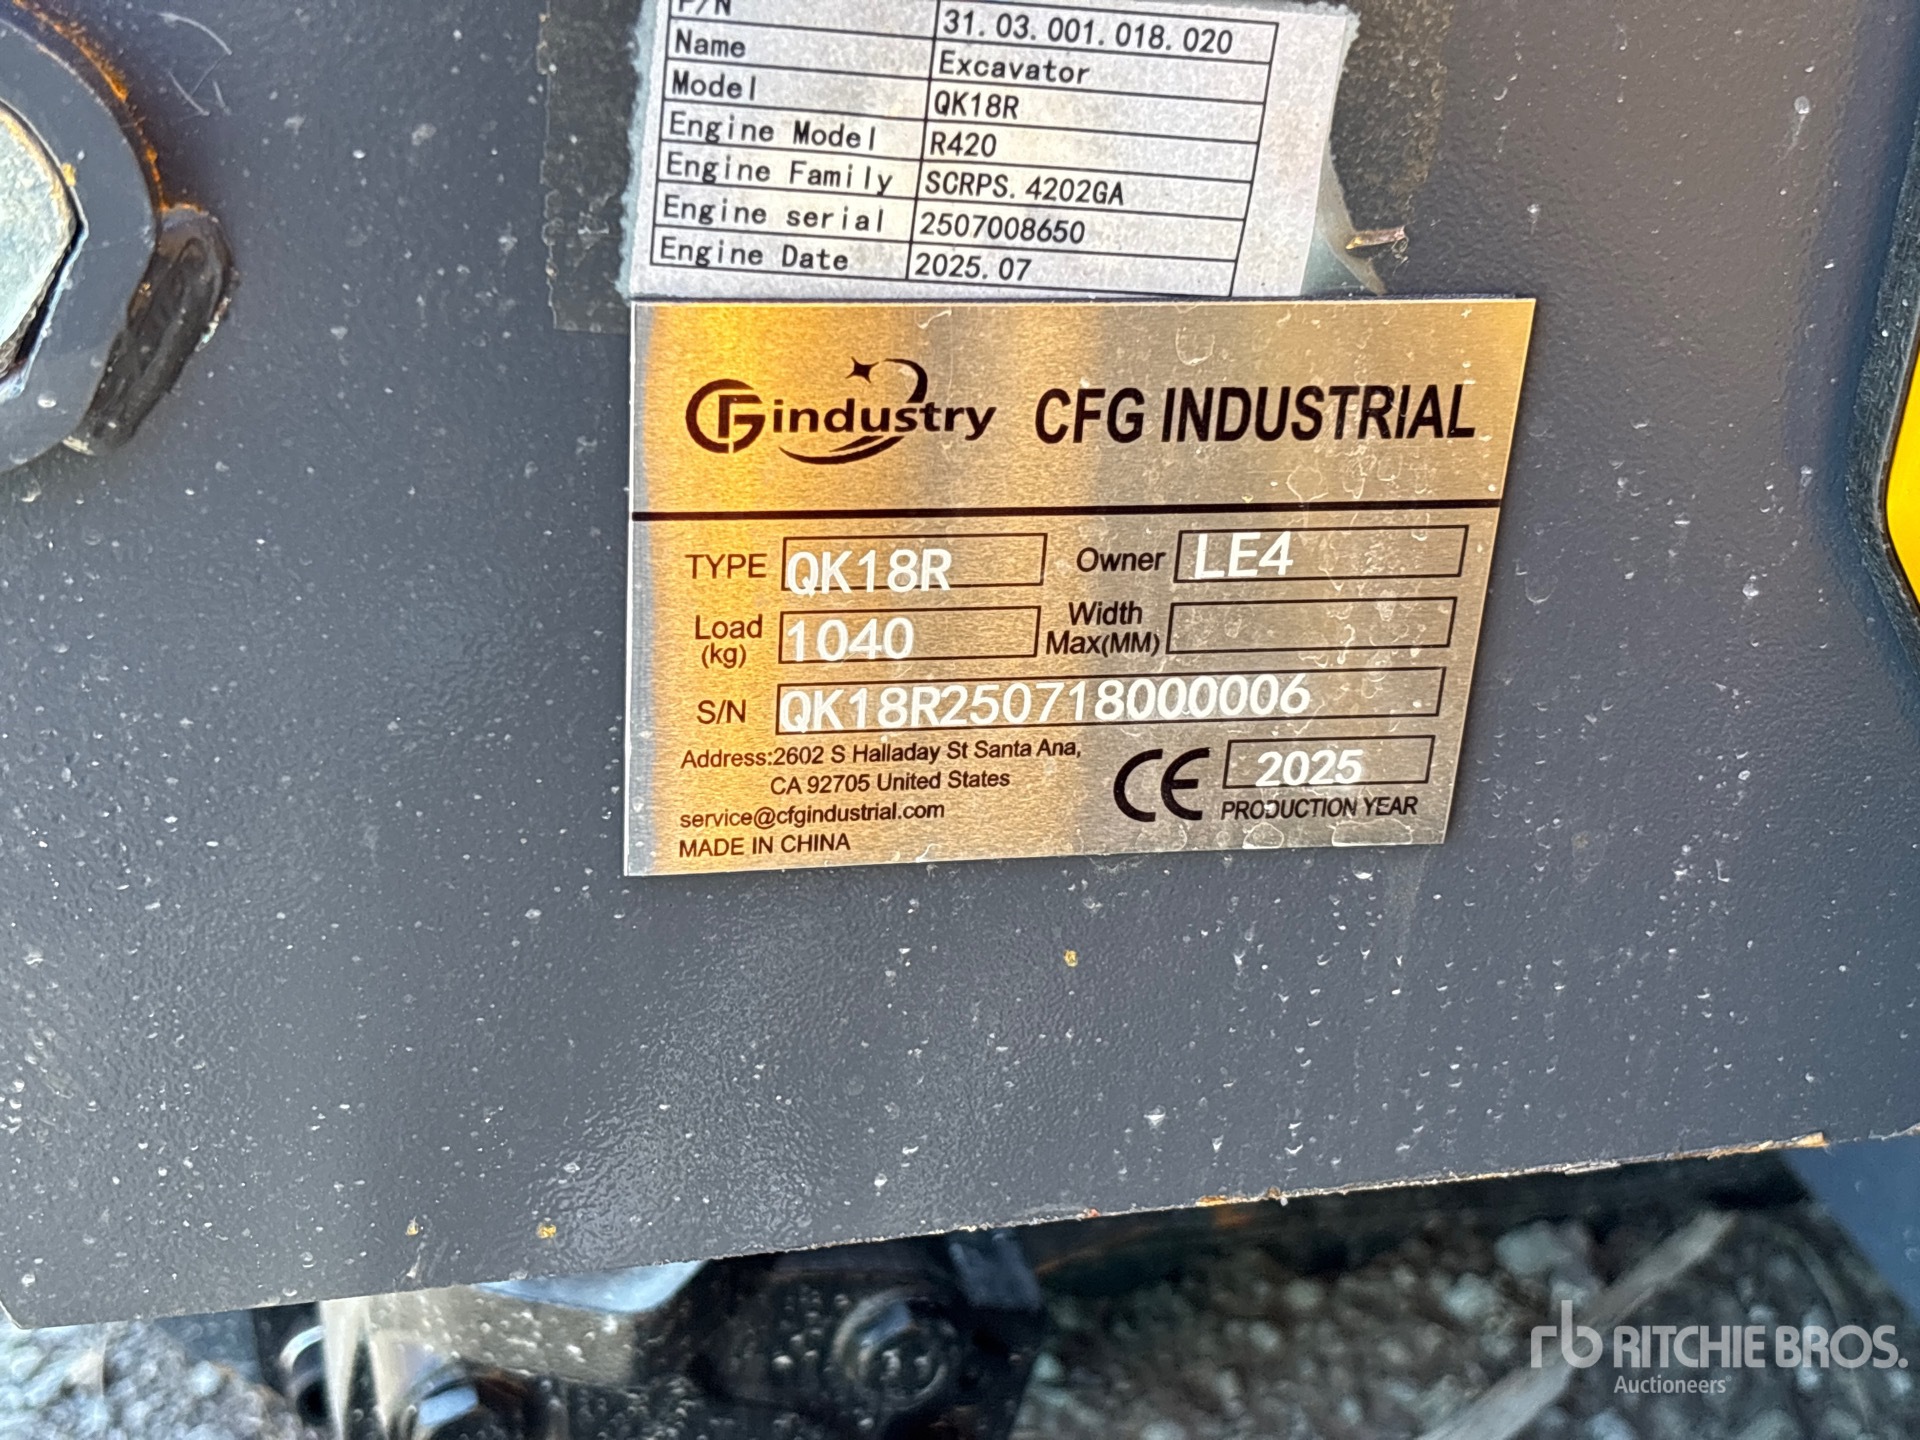 P/N 31.03.001.018.020
Name Excavator
Model QK18R
Engine Model R420
Engine Family SCRPS.4202GA
Engine serial 2507008650
Engine Date 2025.07
CFGindustry CFG INDUSTRIAL
TYPE QK18R Owner LE4
Load (kg) 1040 Width Max(MM)
S/N QK18R250718000006
Address:2602 S Halladay St Santa Ana,
CA 92705 United States
service@cfgindustrial.com
MADE IN CHINA
CE 2025
PRODUCTION YEAR
rb RITCHIE BROS.
Auctioneers